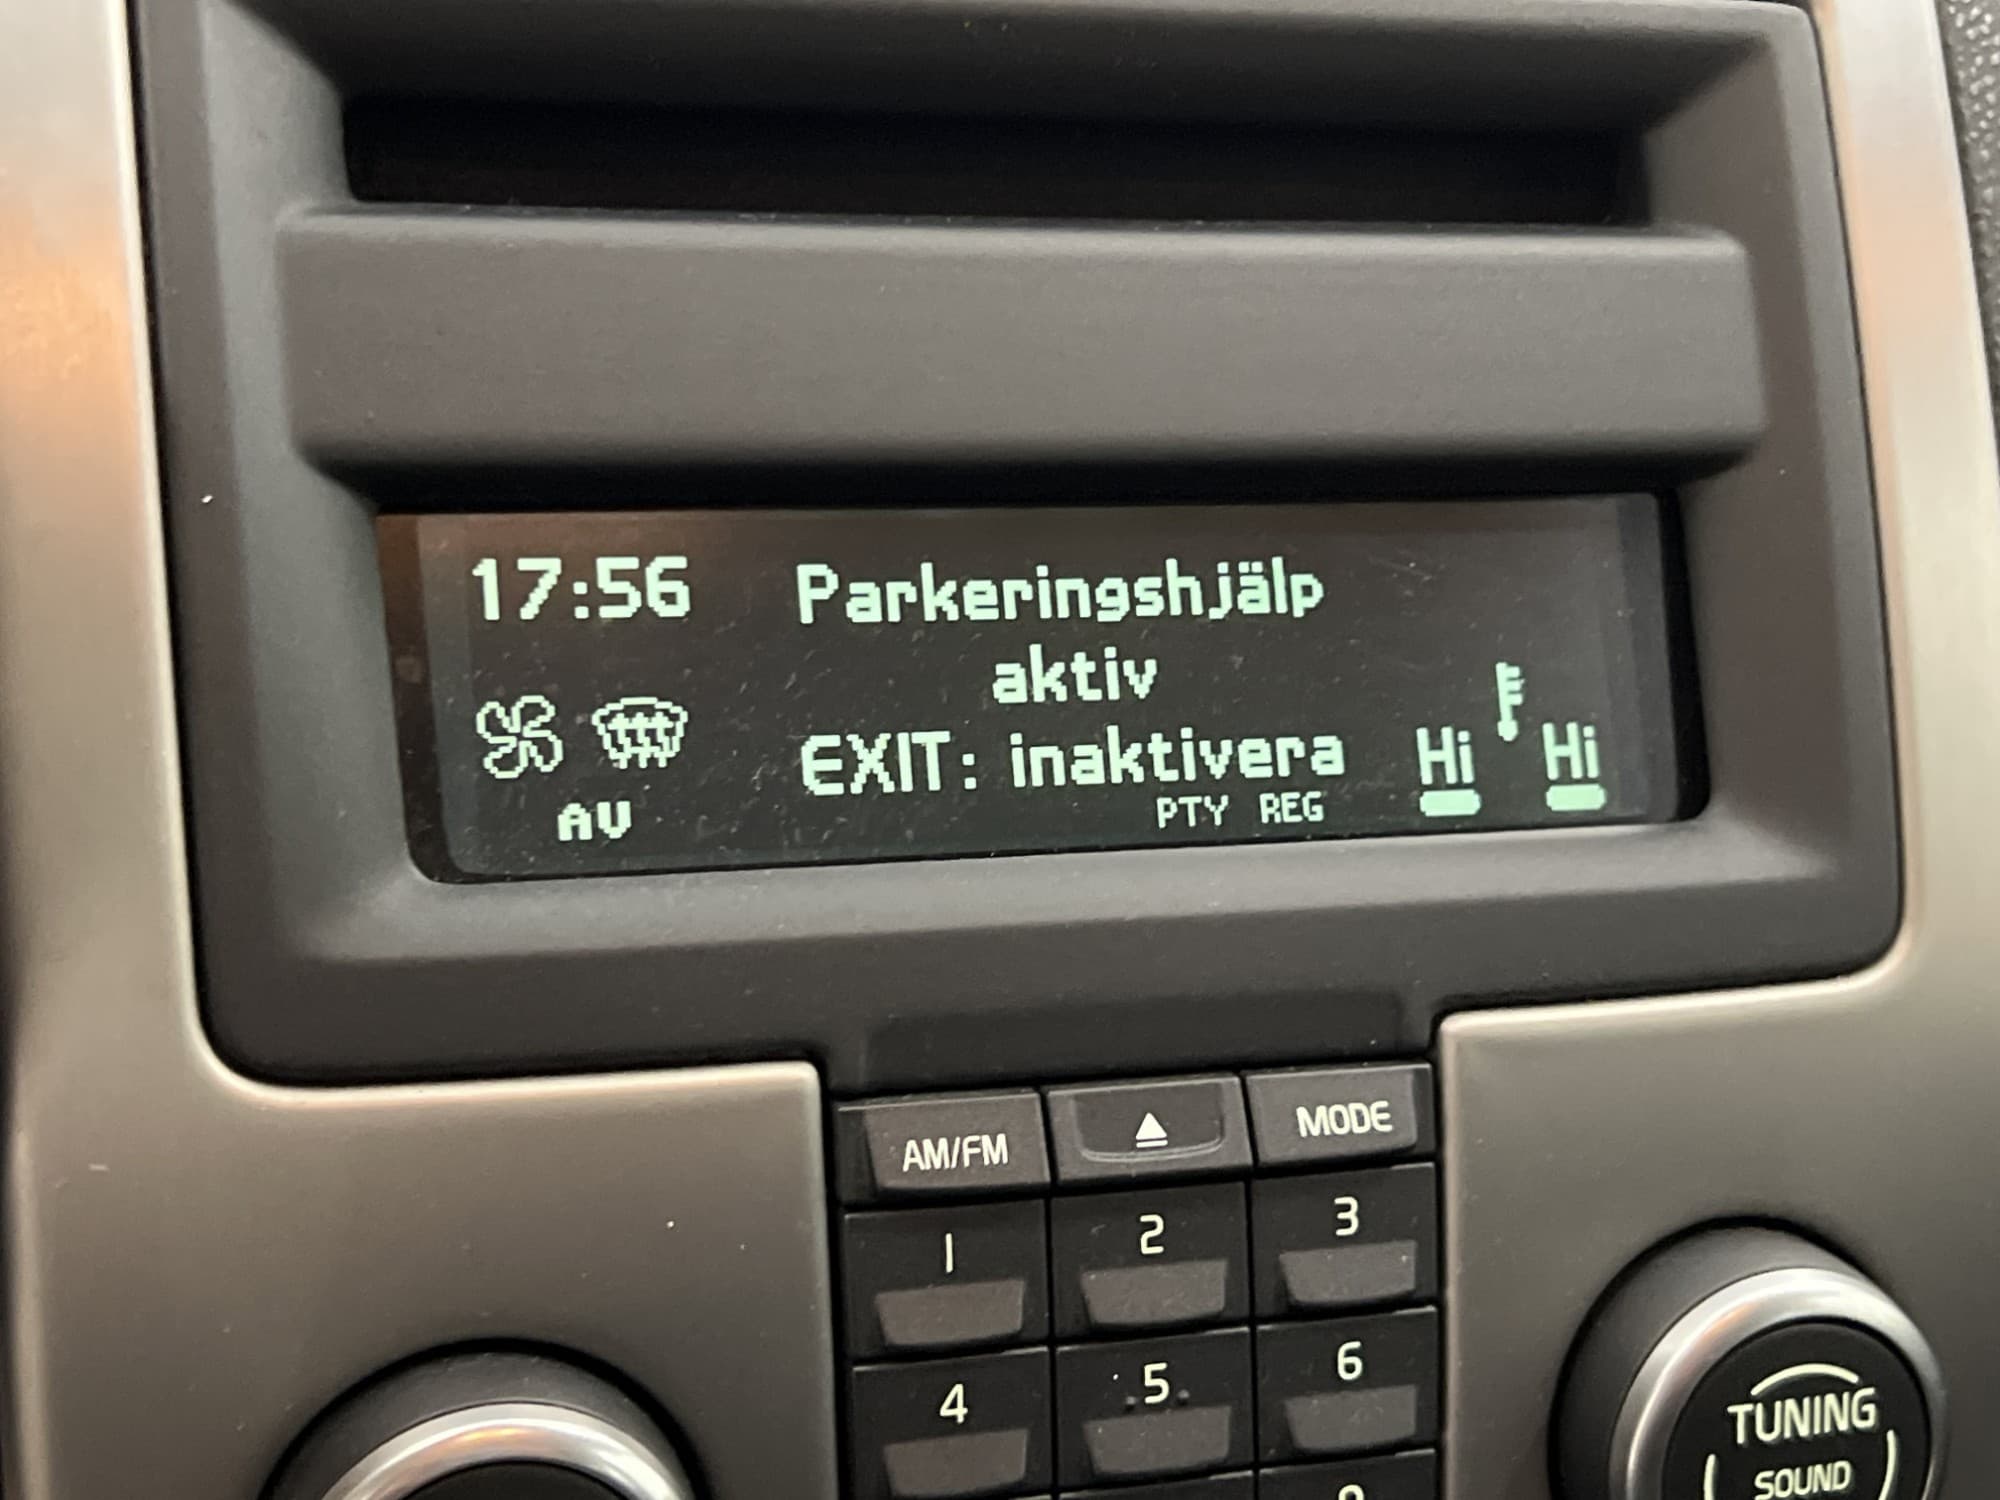 17:56 Parkeringshjälp
aktiv
EXIT: inaktivera Hi Hi
AV PTY REG
AM/FM MODE
1 2 3
4 5 6
TUNING
SOUND